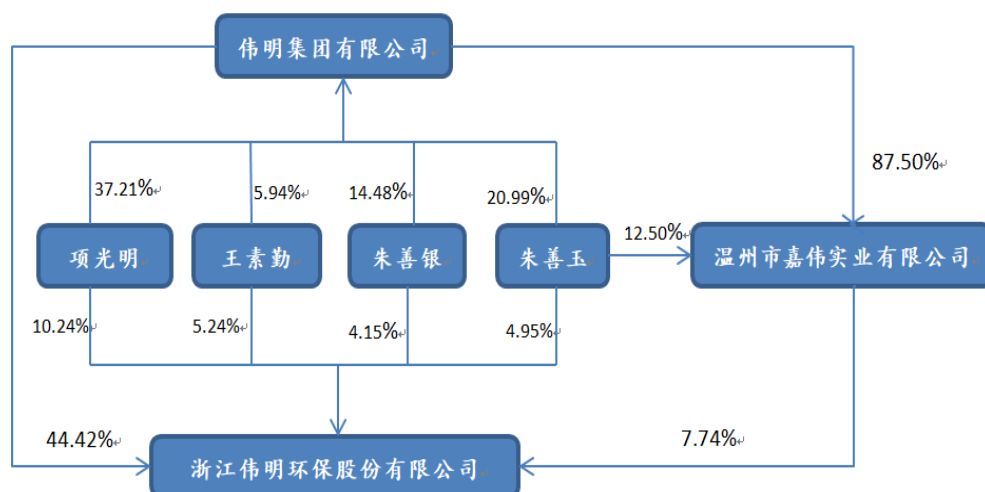 伟明集团有限公司
87.50%
37.21%
5.94%
14.48%
20.99%
12.50%
项光明
王素勤
朱善银
朱善玉
温州市嘉伟实业有限公司
10.24%
5.24%
4.15%
4.95%
44.42%
7.74%
浙江伟明环保股份有限公司